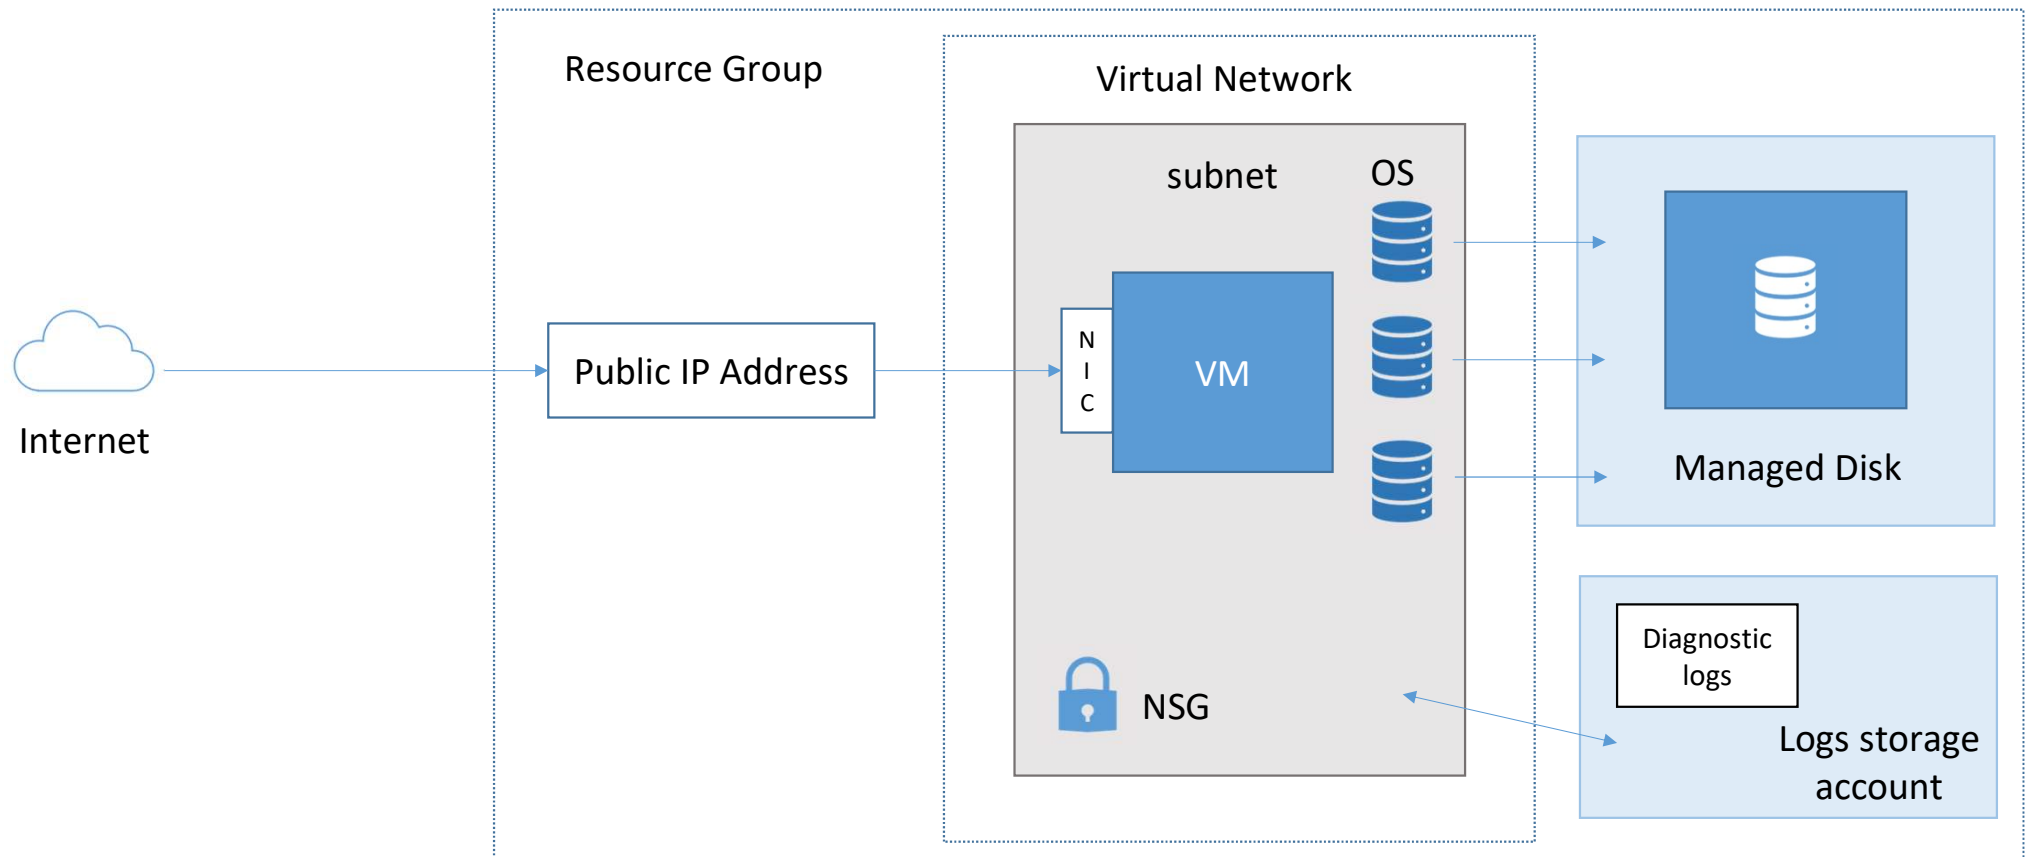 Resource Group
Virtual Network
subnet
OS
N
I
C
VM
Public IP Address
Internet
Managed Disk
NSG
Diagnostic
logs
Logs storage
account